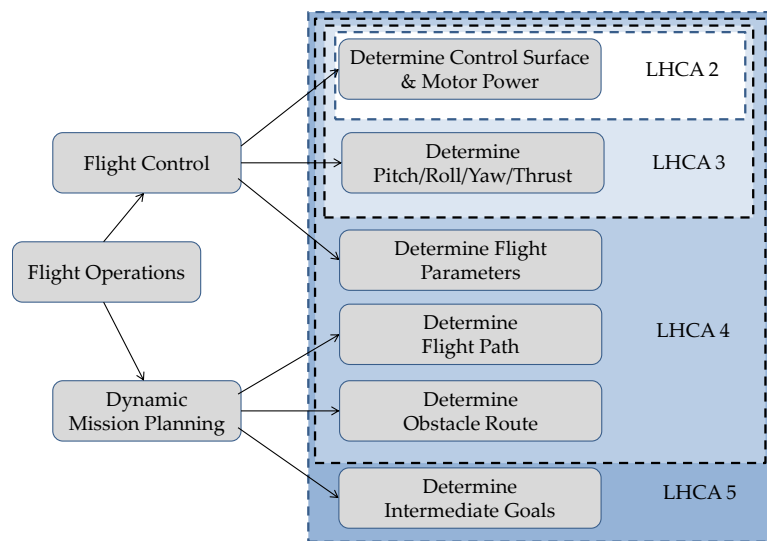 Determine Control Surface
& Motor Power
LHCA 2
Flight Control
Determine
Pitch/Roll/Yaw/Thrust
LHCA 3
Flight Operations
Determine Flight
Parameters
Determine
Flight Path
LHCA 4
Dynamic
Mission Planning
Determine
Obstacle Route
Determine
Intermediate Goals
LHCA 5